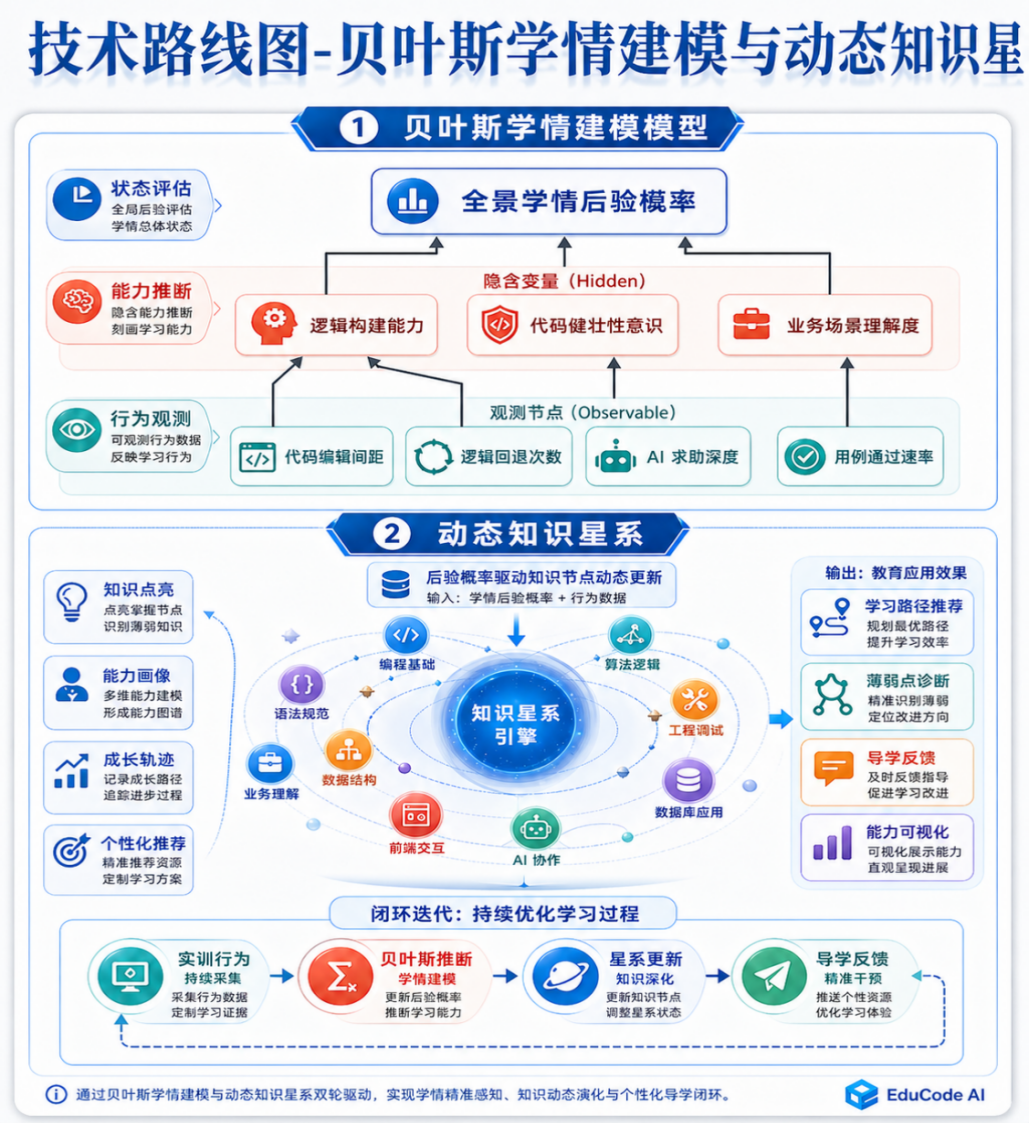 技术路线图-贝叶斯学情建模与动态知识星
1 贝叶斯学情建模模型
状态评估
全局后验评估
学情总体状态
全景学情后验概率
能力推断
隐含能力推断
刻画学习能力
隐含变量（Hidden）
逻辑构建能力
代码健壮性意识
业务场景理解度
行为观测
可观测行为数据
反映学习行为
观测节点（Observable）
代码编辑间距
逻辑回退次数
AI 求助深度
用例通过速率
2 动态知识星系
后验概率驱动知识节点动态更新
输入：学情后验概率 + 行为数据
知识点亮
点亮掌握节点
识别薄弱知识
能力画像
多维能力建模
形成能力图谱
成长轨迹
记录成长路径
追踪进步过程
个性化推荐
精准推荐资源
定制学习方案
编程基础
算法逻辑
语法规范
工程调试
知识星系
引擎
数据结构
业务理解
数据库应用
前端交互
AI 协作
输出：教育应用效果
学习路径推荐
规划最优路径
提升学习效率
薄弱点诊断
精准识别薄弱
定位改进方向
导学反馈
及时反馈指导
促进学习改进
能力可视化
可视化展示能力
直观呈现进展
闭环迭代：持续优化学习过程
实训行为
持续采集
采集行为数据
定制学习证据
贝叶斯推断
学情建模
更新后验概率
推断学习能力
星系更新
知识深化
更新知识节点
调整星系状态
导学反馈
精准干预
推送个性资源
优化学习体验
通过贝叶斯学情建模与动态知识星系双轮驱动，实现学情精准感知、知识动态演化与个性化导学闭环。
EduCode AI